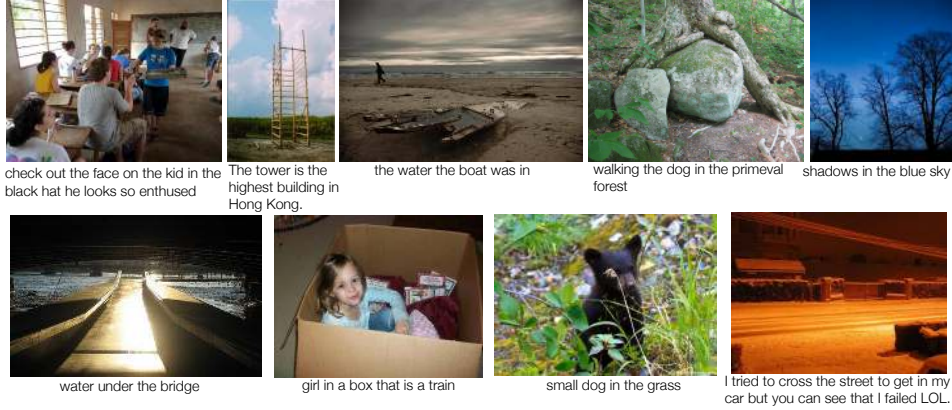 check out the face on the kid in the
black hat he looks so enthused
The tower is the
highest building in
Hong Kong.
the water the boat was in
walking the dog in the primeval
forest
shadows in the blue sky
water under the bridge
girl in a box that is a train
small dog in the grass
I tried to cross the street to get in my
car but you can see that I failed LOL.